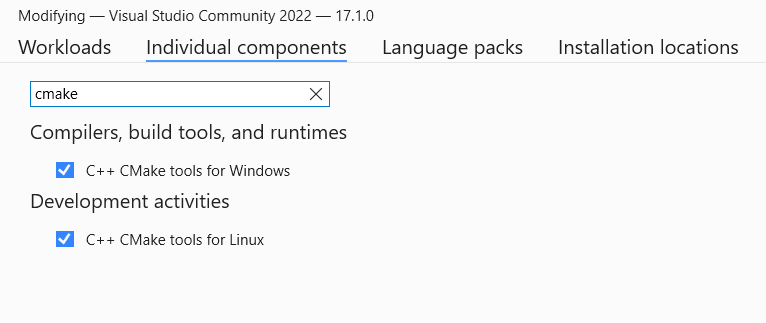 Modifying — Visual Studio Community 2022 — 17.1.0
Workloads Individual components Language packs Installation locations
cmake
Compilers, build tools, and runtimes
C++ CMake tools for Windows
Development activities
C++ CMake tools for Linux